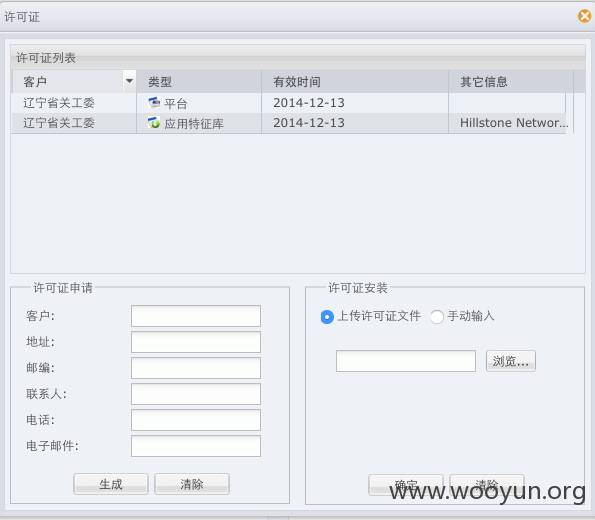 许可证
许可证列表
客户 类型 有效时间 其它信息
辽宁省关工委 平台 2014-12-13
辽宁省关工委 应用特征库 2014-12-13 Hillstone Networ...
许可证申请
客户:
地址:
邮编:
联系人:
电话:
电子邮件:
生成 清除
许可证安装
上传许可证文件 手动输入
浏览...
确定 清除
www.wooyun.org